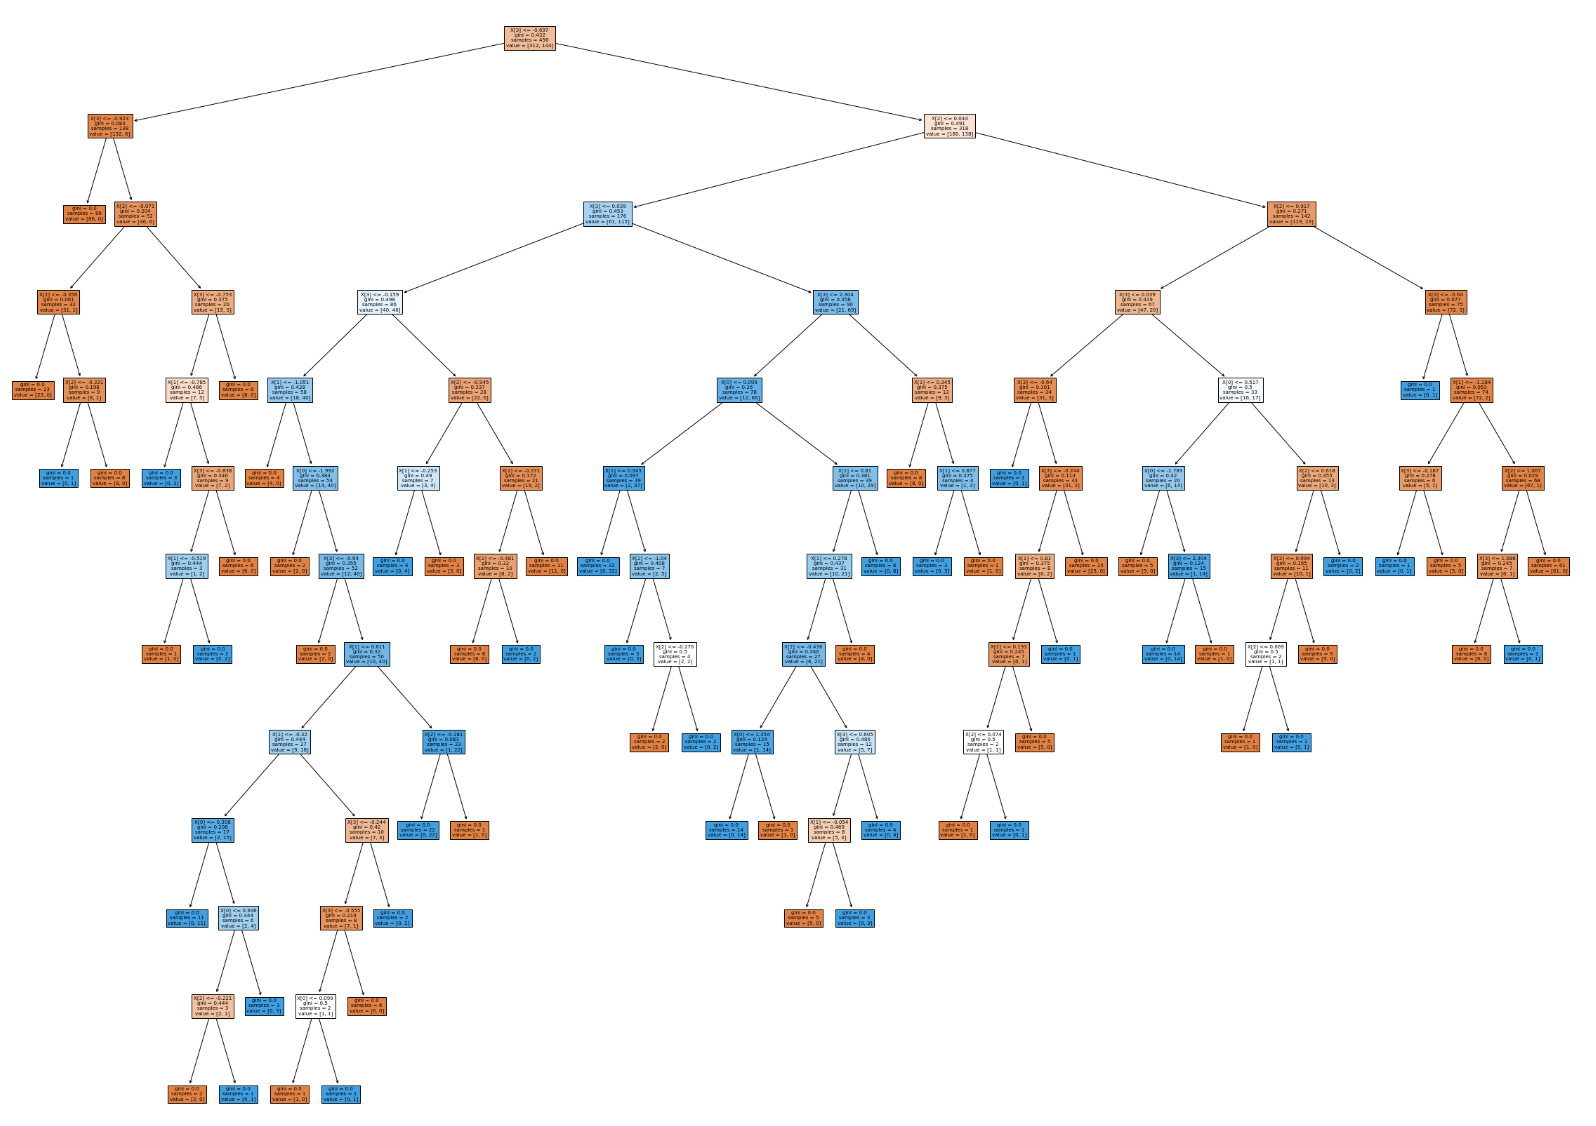 X[3] <= -0.697
gini = 0.432
samples = 456
value = [312, 144]
X[3] <= -0.923
gini = 0.083
samples = 138
value = [132, 6]
X[2] <= 0.044
gini = 0.491
samples = 318
value = [180, 138]
gini = 0.0
samples = 86
value = [86, 0]
X[2] <= -0.071
gini = 0.204
samples = 52
value = [46, 6]
X[3] <= 0.039
gini = 0.453
samples = 176
value = [61, 115]
X[2] <= 0.917
gini = 0.271
samples = 142
value = [119, 23]
X[2] <= -0.356
gini = 0.061
samples = 32
value = [31, 1]
X[3] <= -0.753
gini = 0.375
samples = 20
value = [15, 5]
X[3] <= -0.159
gini = 0.498
samples = 86
value = [40, 46]
X[3] <= 2.304
gini = 0.358
samples = 90
value = [21, 69]
X[3] <= 0.039
gini = 0.419
samples = 67
value = [47, 20]
X[3] <= -0.64
gini = 0.077
samples = 75
value = [72, 3]
gini = 0.0
samples = 23
value = [23, 0]
X[2] <= -0.331
gini = 0.198
samples = 9
value = [8, 1]
X[1] <= -0.785
gini = 0.486
samples = 12
value = [7, 5]
gini = 0.0
samples = 8
value = [8, 0]
X[1] <= -1.051
gini = 0.428
samples = 58
value = [18, 40]
X[2] <= -0.945
gini = 0.337
samples = 28
value = [22, 6]
X[0] <= 0.099
gini = 0.26
samples = 78
value = [12, 66]
X[1] <= 0.345
gini = 0.375
samples = 12
value = [9, 3]
X[3] <= -0.64
gini = 0.161
samples = 34
value = [31, 3]
X[0] <= 0.517
gini = 0.5
samples = 33
value = [16, 17]
gini = 0.0
samples = 1
value = [0, 1]
X[1] <= -1.184
gini = 0.053
samples = 74
value = [72, 2]
gini = 0.0
samples = 1
value = [0, 1]
gini = 0.0
samples = 8
value = [8, 0]
gini = 0.0
samples = 3
value = [0, 3]
X[3] <= -0.838
gini = 0.346
samples = 9
value = [7, 2]
gini = 0.0
samples = 4
value = [4, 0]
X[0] <= -1.992
gini = 0.384
samples = 54
value = [14, 40]
X[1] <= -0.253
gini = 0.49
samples = 7
value = [3, 4]
X[2] <= -0.371
gini = 0.172
samples = 21
value = [19, 2]
X[1] <= 0.345
gini = 0.097
samples = 39
value = [2, 37]
X[1] <= 0.81
gini = 0.381
samples = 39
value = [10, 29]
gini = 0.0
samples = 8
value = [8, 0]
X[1] <= 0.877
gini = 0.375
samples = 4
value = [1, 3]
gini = 0.0
samples = 1
value = [0, 1]
X[3] <= -0.244
gini = 0.114
samples = 33
value = [31, 2]
X[0] <= -1.783
gini = 0.42
samples = 20
value = [6, 14]
X[2] <= 0.618
gini = 0.355
samples = 13
value = [10, 3]
X[3] <= -0.187
gini = 0.278
samples = 6
value = [5, 1]
X[2] <= 1.067
gini = 0.029
samples = 68
value = [67, 1]
X[1] <= -0.519
gini = 0.444
samples = 3
value = [1, 2]
gini = 0.0
samples = 6
value = [6, 0]
gini = 0.0
samples = 2
value = [2, 0]
X[3] <= -0.64
gini = 0.355
samples = 52
value = [12, 40]
gini = 0.0
samples = 4
value = [0, 4]
gini = 0.0
samples = 3
value = [3, 0]
X[2] <= -0.481
gini = 0.32
samples = 10
value = [8, 2]
gini = 0.0
samples = 11
value = [11, 0]
gini = 0.0
samples = 32
value = [0, 32]
X[2] <= -1.04
gini = 0.408
samples = 7
value = [2, 5]
X[1] <= 0.278
gini = 0.437
samples = 31
value = [10, 21]
gini = 0.0
samples = 8
value = [0, 8]
gini = 0.0
samples = 3
value = [0, 3]
gini = 0.0
samples = 1
value = [1, 0]
X[1] <= 0.81
gini = 0.375
samples = 8
value = [6, 2]
gini = 0.0
samples = 25
value = [25, 0]
gini = 0.0
samples = 5
value = [5, 0]
X[3] <= 2.304
gini = 0.124
samples = 15
value = [1, 14]
X[2] <= 0.094
gini = 0.165
samples = 11
value = [10, 1]
gini = 0.0
samples = 2
value = [0, 2]
gini = 0.0
samples = 1
value = [0, 1]
gini = 0.0
samples = 5
value = [5, 0]
gini = 0.245
samples = 7
value = [6, 1]
gini = 0.0
samples = 61
value = [61, 0]
gini = 0.0
samples = 1
value = [1, 0]
gini = 0.0
samples = 2
value = [0, 2]
gini = 0.0
samples = 2
value = [2, 0]
X[1] <= 0.611
gini = 0.32
samples = 50
value = [10, 40]
gini = 0.0
samples = 8
value = [8, 0]
gini = 0.0
samples = 2
value = [0, 2]
gini = 0.0
samples = 3
value = [0, 3]
X[2] <= -0.276
gini = 0.5
samples = 4
value = [2, 2]
X[2] <= -0.436
gini = 0.346
samples = 27
value = [6, 21]
gini = 0.0
samples = 4
value = [4, 0]
X[2] <= 0.193
gini = 0.245
samples = 7
value = [6, 1]
gini = 0.0
samples = 1
value = [0, 1]
gini = 0.0
samples = 14
value = [0, 14]
gini = 0.0
samples = 1
value = [1, 0]
X[2] <= 0.069
gini = 0.5
samples = 2
value = [1, 1]
gini = 0.0
samples = 9
value = [9, 0]
gini = 0.0
samples = 6
value = [6, 0]
gini = 0.0
samples = 1
value = [0, 1]
X[1] <= -0.32
gini = 0.444
samples = 27
value = [9, 18]
X[2] <= -0.181
gini = 0.083
samples = 23
value = [1, 22]
gini = 0.0
samples = 2
value = [2, 0]
gini = 0.0
samples = 2
value = [0, 2]
X[0] <= 1.354
gini = 0.124
samples = 15
value = [1, 14]
X[3] <= 0.605
gini = 0.486
samples = 12
value = [5, 7]
X[2] <= 0.074
gini = 0.5
samples = 2
value = [1, 1]
gini = 0.0
samples = 5
value = [5, 0]
gini = 0.0
samples = 1
value = [1, 0]
gini = 0.0
samples = 1
value = [0, 1]
X[0] <= 0.308
samples = 17
value = [2, 15]
X[3] <= -0.244
gini = 0.42
samples = 10
value = [7, 3]
gini = 0.0
samples = 22
value = [0, 22]
gini = 0.0
samples = 1
value = [1, 0]
gini = 0.0
samples = 14
value = [0, 14]
gini = 0.0
samples = 1
value = [1, 0]
X[1] <= -0.054
gini = 0.469
samples = 8
value = [5, 3]
gini = 0.0
samples = 4
value = [0, 4]
gini = 0.0
samples = 1
value = [1, 0]
gini = 0.0
samples = 1
value = [0, 1]
gini = 0.0
samples = 11
value = [0, 11]
X[0] <= 0.936
gini = 0.444
samples = 6
value = [2, 4]
X[3] <= -0.555
gini = 0.219
samples = 8
value = [7, 1]
gini = 0.0
samples = 2
value = [0, 2]
gini = 0.0
samples = 5
value = [5, 0]
gini = 0.0
samples = 3
value = [0, 3]
X[2] <= -0.221
gini = 0.444
samples = 3
value = [2, 1]
gini = 0.0
samples = 3
value = [0, 3]
X[0] <= 0.099
gini = 0.5
samples = 2
value = [1, 1]
gini = 0.0
samples = 6
value = [6, 0]
gini = 0.0
samples = 2
value = [2, 0]
gini = 0.0
samples = 1
value = [0, 1]
gini = 0.0
samples = 1
value = [1, 0]
gini = 0.0
samples = 1
value = [0, 1]